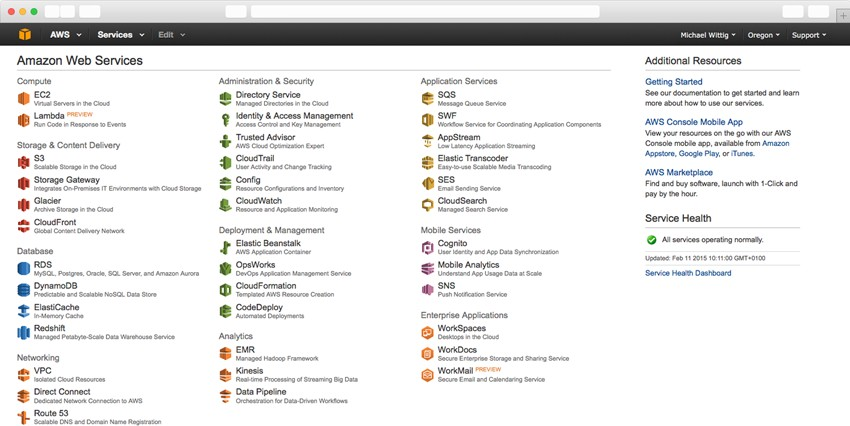 AWS Services Edit Michael Wittig Oregon Support
Amazon Web Services
Compute
EC2
Virtual Servers in the Cloud
Lambda PREVIEW
Run Code in Response to Events
Storage & Content Delivery
S3
Scalable Storage in the Cloud
Storage Gateway
Integrates On-Premises IT Environments with Cloud Storage
Glacier
Archive Storage in the Cloud
CloudFront
Global Content Delivery Network
Database
RDS
MySQL, Postgres, Oracle, SQL Server, and Amazon Aurora
DynamoDB
Predictable and Scalable NoSQL Data Store
ElastiCache
In-Memory Cache
Redshift
Managed Petabyte-Scale Data Warehouse Service
Networking
VPC
Isolated Cloud Resources
Direct Connect
Dedicated Network Connection to AWS
Route 53
Scalable DNS and Domain Name Registration
Administration & Security
Directory Service
Managed Directories in the Cloud
Identity & Access Management
Access Control and Key Management
Trusted Advisor
AWS Cloud Optimization Expert
CloudTrail
User Activity and Change Tracking
Config
Resource Configurations and Inventory
CloudWatch
Resource and Application Monitoring
Deployment & Management
Elastic Beanstalk
AWS Application Container
OpsWorks
DevOps Application Management Service
CloudFormation
Templated AWS Resource Creation
CodeDeploy
Automated Deployments
Analytics
EMR
Managed Hadoop Framework
Kinesis
Real-time Processing of Streaming Big Data
Data Pipeline
Orchestration for Data-Driven Workflows
Application Services
SQS
Message Queue Service
SWF
Workflow Service for Coordinating Application Components
AppStream
Low Latency Application Streaming
Elastic Transcoder
Easy-to-use Scalable Media Transcoding
SES
Email Sending Service
CloudSearch
Managed Search Service
Mobile Services
Cognito
User Identity and App Data Synchronization
Mobile Analytics
Understand App Usage Data at Scale
SNS
Push Notification Service
Enterprise Applications
WorkSpaces
Desktops in the Cloud
WorkDocs
Secure Enterprise Storage and Sharing Service
WorkMail PREVIEW
Secure Email and Calendaring Service
Additional Resources
Getting Started
See our documentation to get started and learn
more about how to use our services.
AWS Console Mobile App
View your resources on the go with our AWS
Console mobile app, available from Amazon
Appstore, Google Play, or iTunes.
AWS Marketplace
Find and buy software, launch with 1-Click and
pay by the hour.
Service Health
All services operating normally.
Updated: Feb 11 2015 10:11:00 GMT+0100
Service Health Dashboard